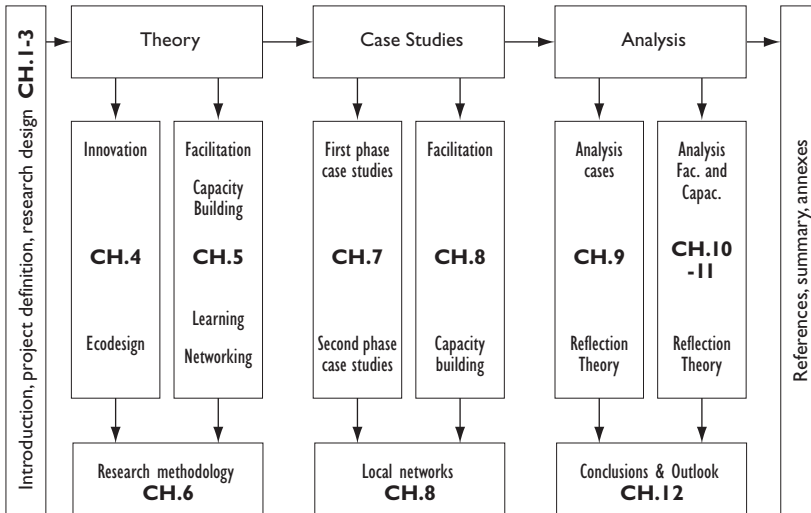 Introduction, project definition, research design CH.1-3
Theory
Innovation
CH.4
Ecodesign
Facilitation
Capacity
Building
CH.5
Learning
Networking
Research methodology
CH.6
Case Studies
First phase
case studies
CH.7
Second phase
case studies
Facilitation
CH.8
Capacity
building
Local networks
CH.8
Analysis
Analysis
cases
CH.9
Reflection
Theory
Analysis
Fac. and
Capac.
CH.10
-11
Reflection
Theory
Conclusions & Outlook
CH.12
References, summary, annexes